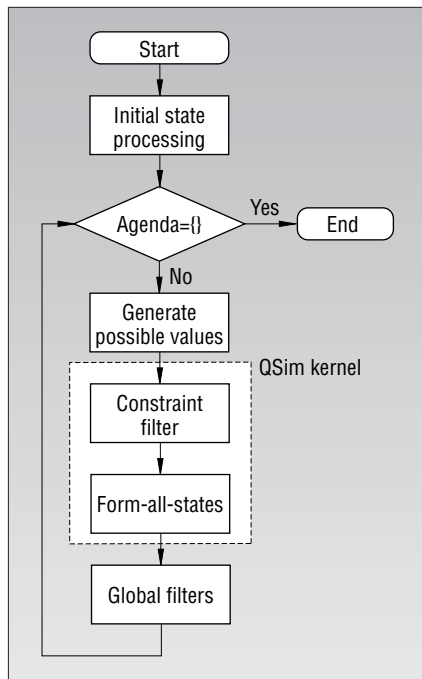 Start
Initial state
processing
Agenda={}
Yes
End
No
Generate
possible values
QSim kernel
Constraint
filter
Form-all-states
Global filters